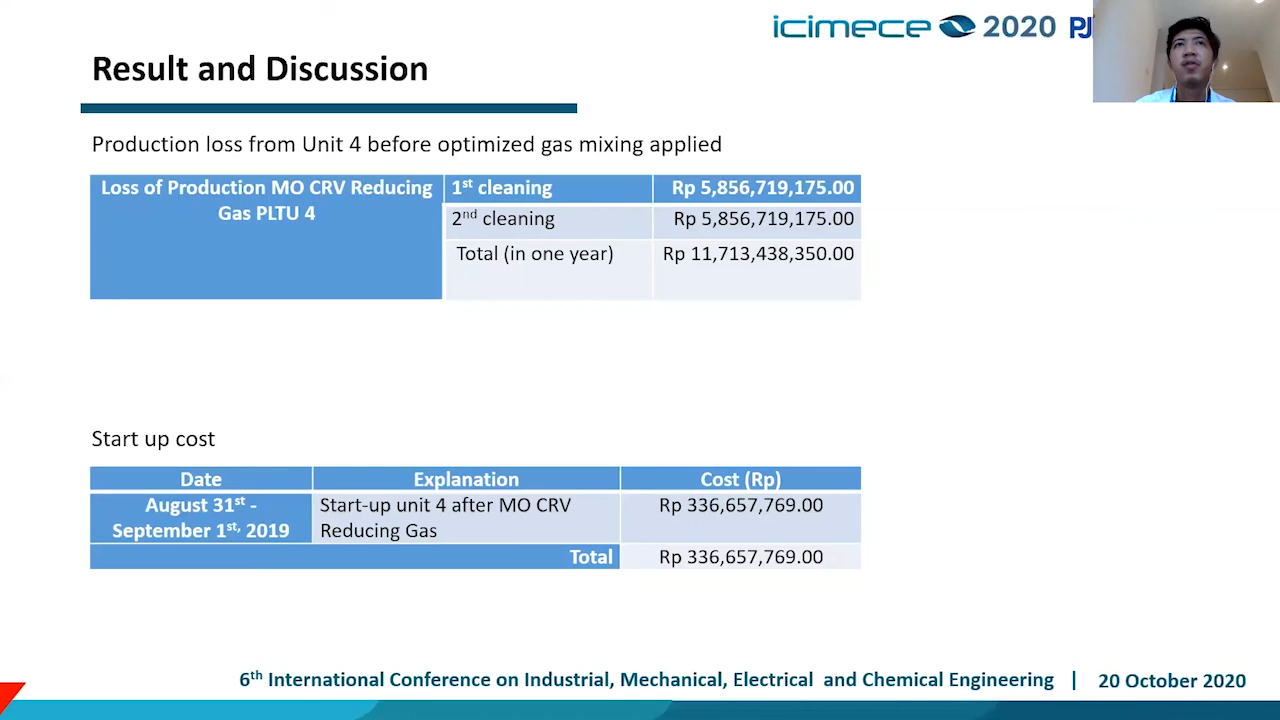 icimece 2020 PJ
Result and Discussion
Production loss from Unit 4 before optimized gas mixing applied
Loss of Production MO CRV Reducing
Gas PLTU 4
1st cleaning
Rp 5,856,719,175.00
2nd cleaning
Rp 5,856,719,175.00
Total (in one year)
Rp 11,713,438,350.00
Start up cost
Date
Explanation
Cost (Rp)
August 31st -
September 1st, 2019
Start-up unit 4 after MO CRV
Reducing Gas
Rp 336,657,769.00
Total
Rp 336,657,769.00
6th International Conference on Industrial, Mechanical, Electrical and Chemical Engineering | 20 October 2020